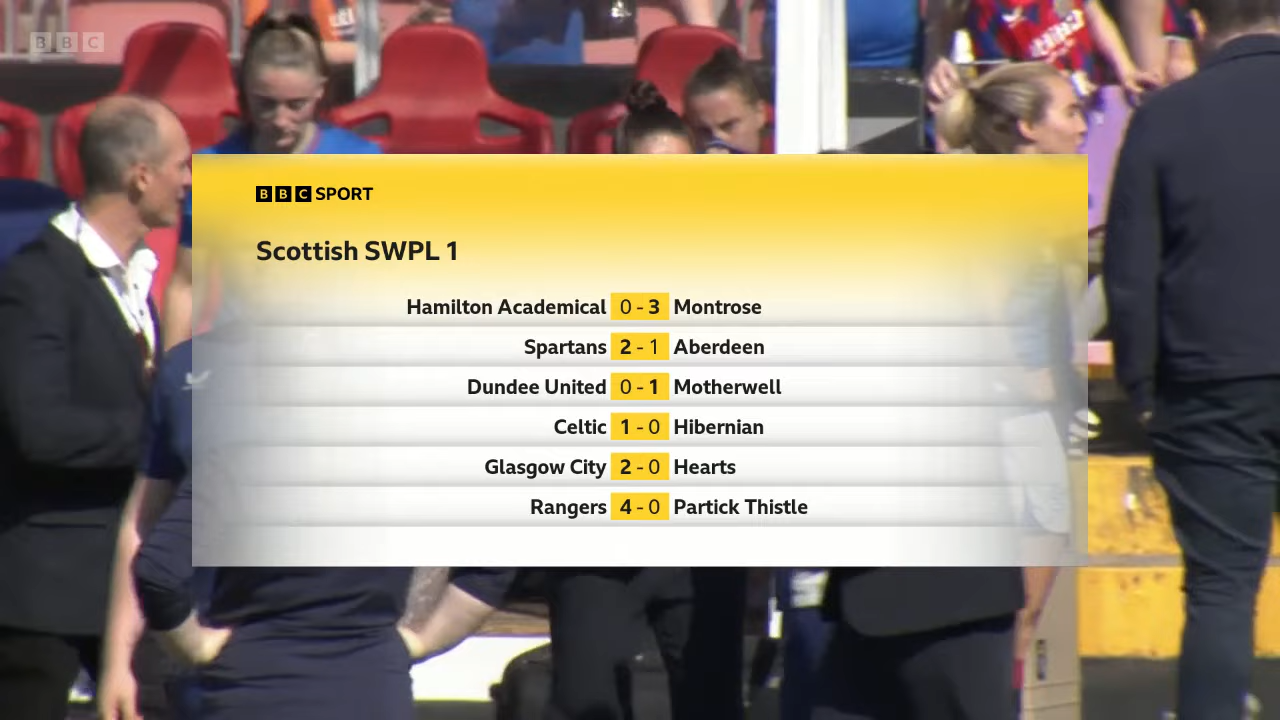 BBC
BBC SPORT
Scottish SWPL 1
Hamilton Academical 0 - 3 Montrose
Spartans 2 - 1 Aberdeen
Dundee United 0 - 1 Motherwell
Celtic 1 - 0 Hibernian
Glasgow City 2 - 0 Hearts
Rangers 4 - 0 Partick Thistle